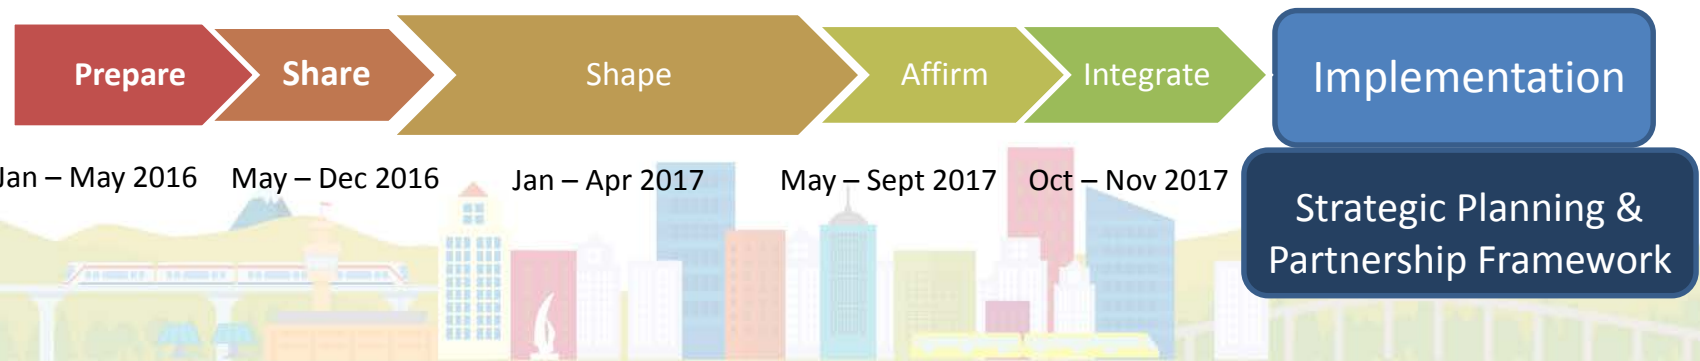 Prepare
Share
Shape
Affirm
Integrate
Implementation
Jan – May 2016
May – Dec 2016
Jan – Apr 2017
May – Sept 2017
Oct – Nov 2017
Strategic Planning &
Partnership Framework